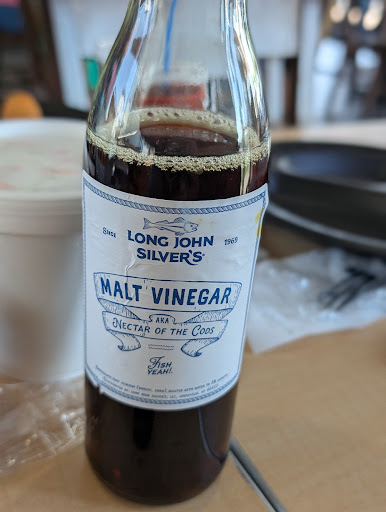 SINCE LONG JOHN 1969
SILVER'S
MALT VINEGAR
AKA
NECTAR OF THE CODS
FISH
YEAH!